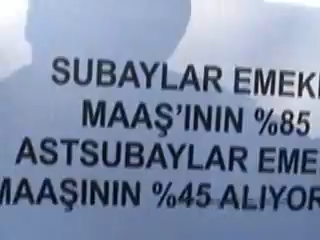 SUBAYLAR EMEK
MAAŞ'ININ %85
ASTSUBAYLAR EME
MAAŞININ %45 ALIYOR